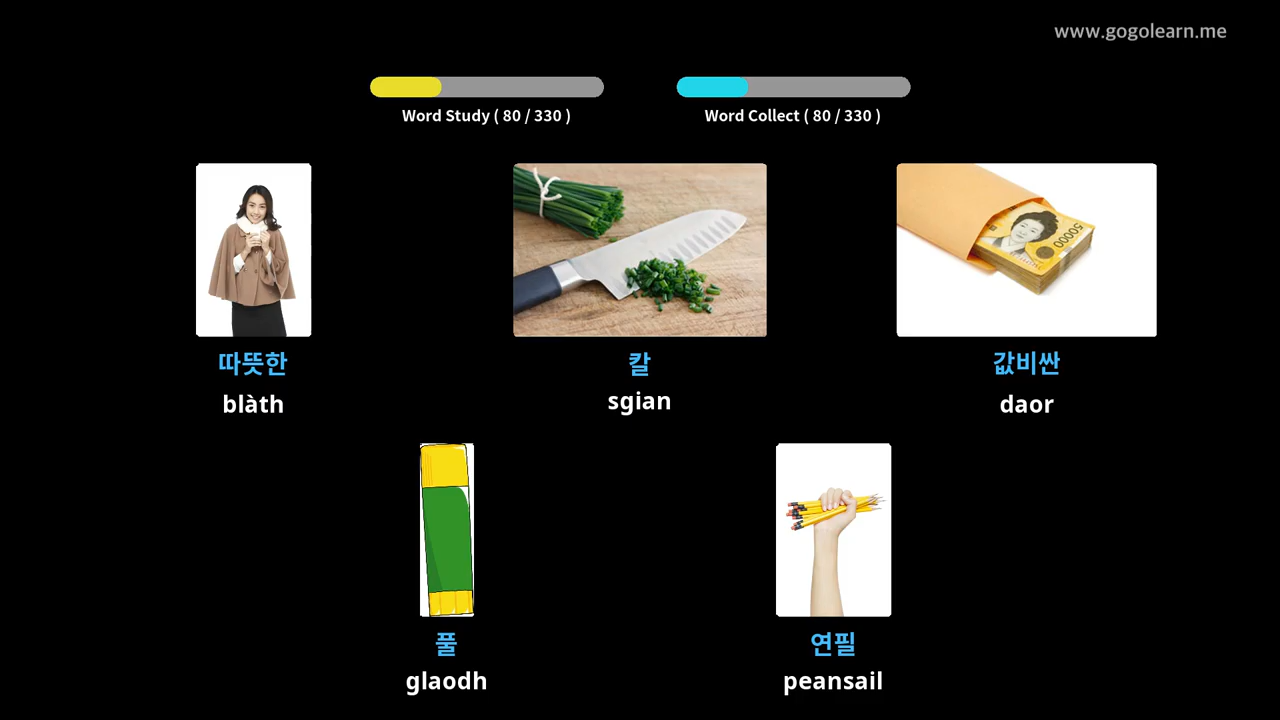 www.gogolearn.me
Word Study ( 80 / 330 )
Word Collect ( 80 / 330 )
50000
따뜻한
blàth
칼
sgian
값비싼
daor
풀
glaodh
연필
peansail